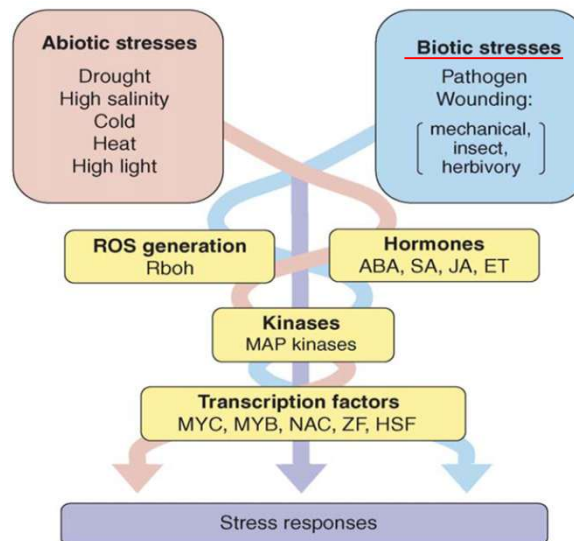 Abiotic stresses
Drought
High salinity
Cold
Heat
High light
Biotic stresses
Pathogen
Wounding:
mechanical,
insect,
herbivory
ROS generation
Rboh
Hormones
ABA, SA, JA, ET
Kinases
MAP kinases
Transcription factors
MYC, MYB, NAC, ZF, HSF
Stress responses